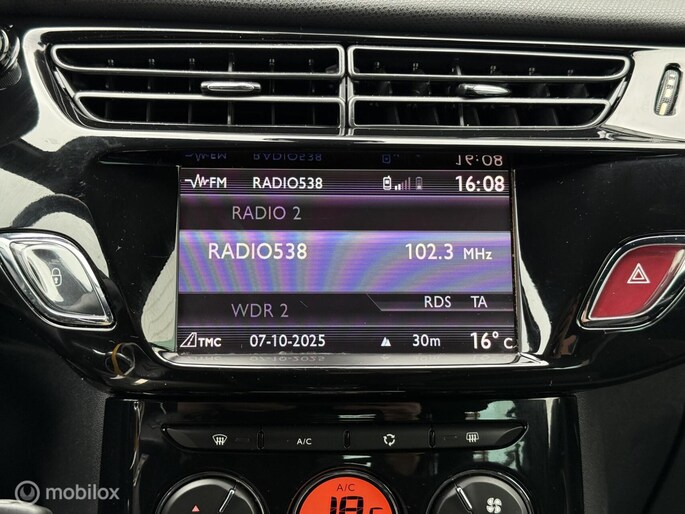 FM RADIO538 16:08
RADIO 2
RADIO538 102.3 MHz
WDR 2 RDS TA
TMC 07-10-2025 30m 16°C
A/C
A/C
18°C
mobilox